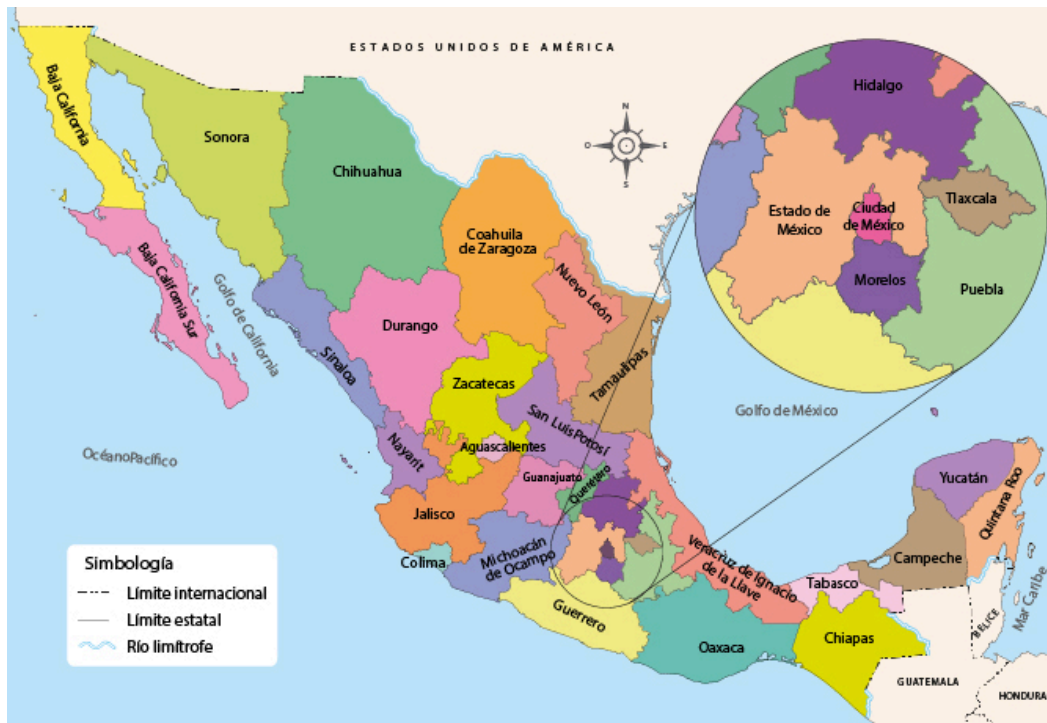 ESTADOS UNIDOS DE AMÉRICA
Baja California
Sonora
Chihuahua
Coahuila
de Zaragoza
Nuevo León
Tamaulipas
Baja California Sur
Golfo de California
Sinaloa
Durango
Zacatecas
San Luis Potosí
Nayarit
Aguascalientes
Guanajuato
Querétaro
Jalisco
Colima
Michoacán
de Ocampo
Guerrero
Veracruz de Ignacio
de la Llave
Oaxaca
Tabasco
Chiapas
Campeche
Yucatán
Quintana Roo
Océano Pacífico
Golfo de México
Mar Caribe
BELICE
GUATEMALA
HONDURA
N
O
E
S
Hidalgo
Tlaxcala
Estado de
México
Ciudad
de México
Morelos
Puebla
Simbología
Límite internacional
Límite estatal
Río limítrofe